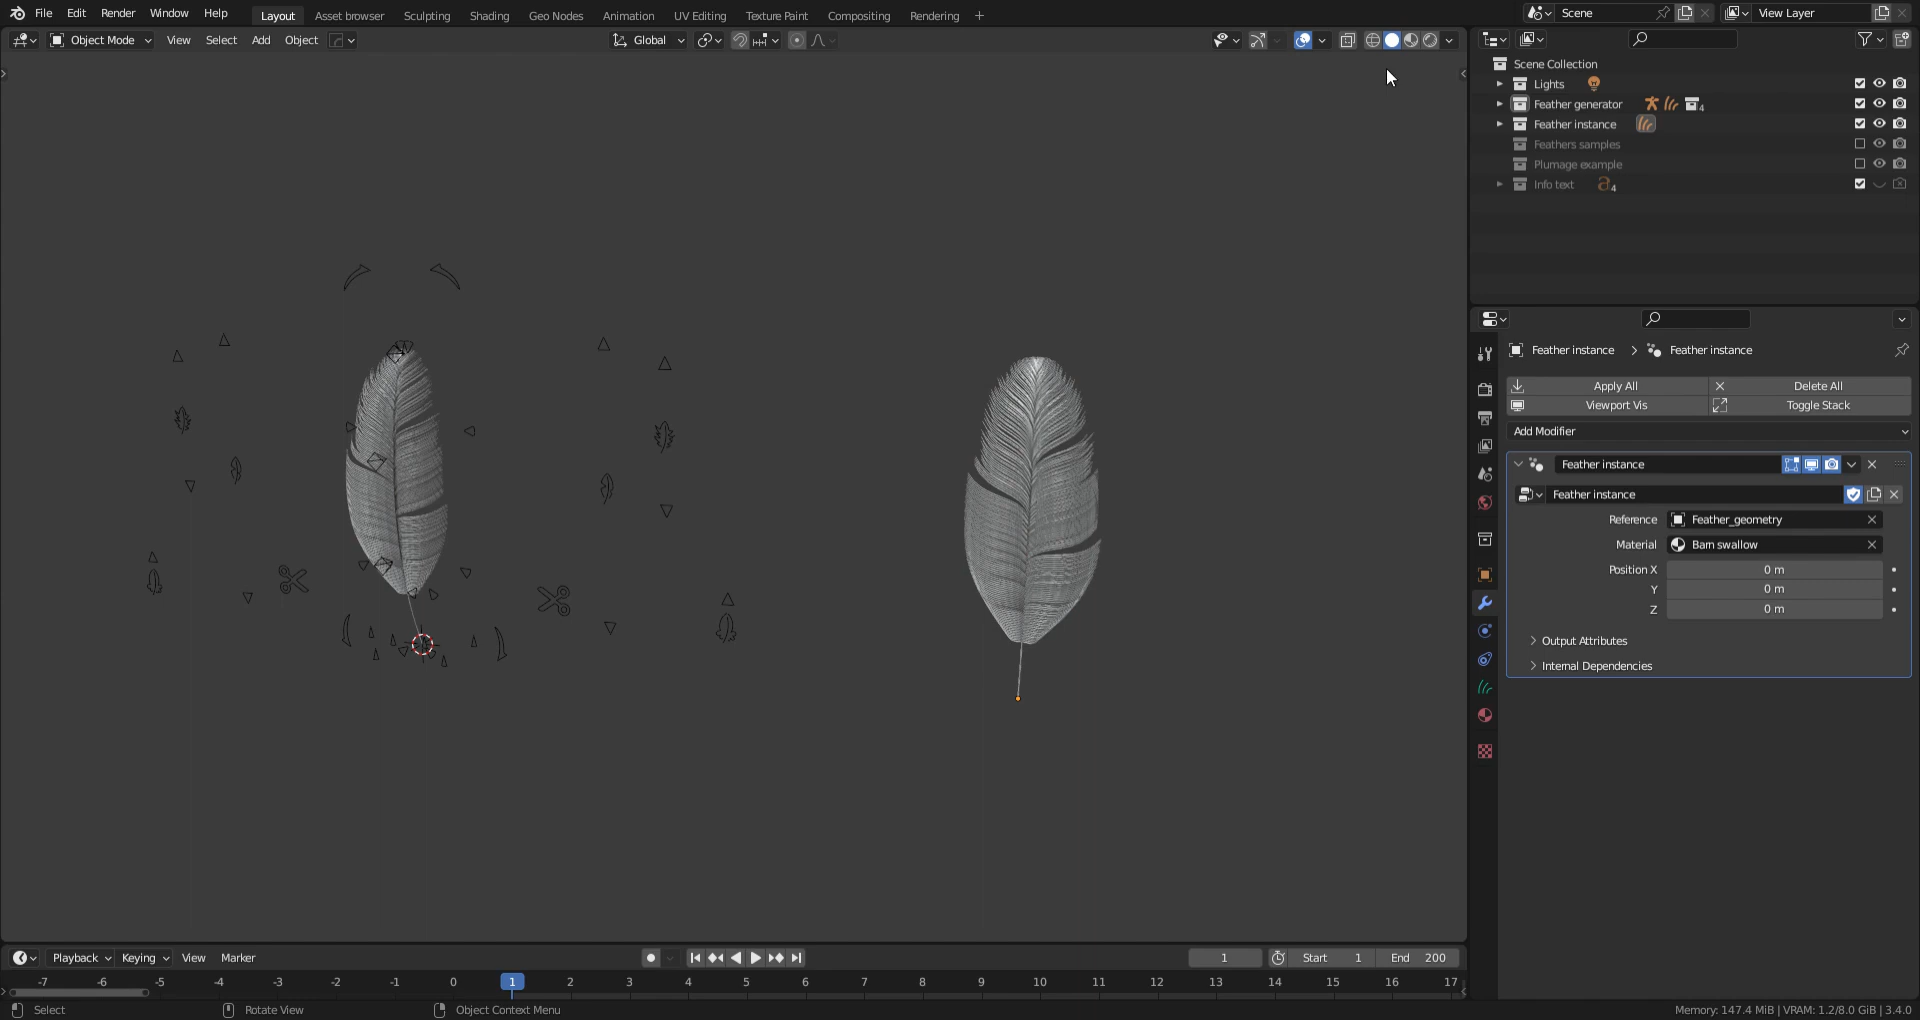 File Edit Render Window Help Layout Asset browser Sculpting Shading Geo Nodes Animation UV Editing Texture Paint Compositing Rendering + Scene View Layer
Object Mode View Select Add Object Global
Scene Collection
Lights
Feather generator 4
Feather instance
Feathers samples
Plumage example
Info text a 4
Feather instance > Feather instance
Apply All Delete All
Viewport Vis Toggle Stack
Add Modifier
Feather instance
Feather instance
Reference Feather_geometry
Material Barn swallow
Position X 0 m
Y 0 m
Z 0 m
Output Attributes
Internal Dependencies
Playback Keying View Marker 1 Start 1 End 200
-7 -6 -5 -4 -3 -2 -1 0 1 2 3 4 5 6 7 8 9 10 11 12 13 14 15 16 17
Select Rotate View Object Context Menu Memory: 147.4 MiB | VRAM: 1.2/8.0 GiB | 3.4.0